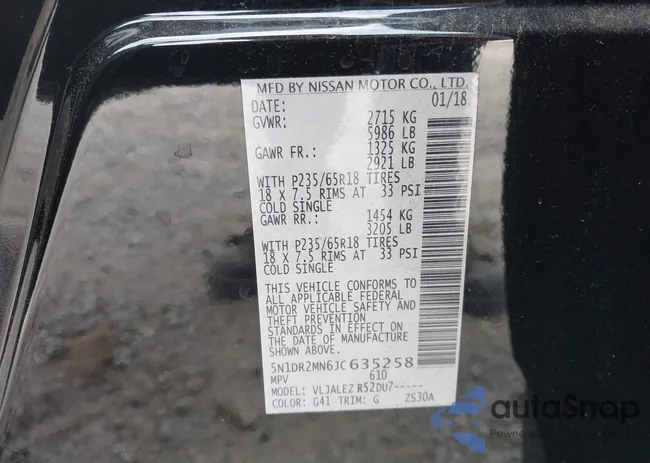 MFD BY NISSAN MOTOR CO., LTD.
DATE: 01/18
GVWR: 2715 KG
5986 LB
GAWR FR.: 1325 KG
2921 LB
WITH P235/65R18 TIRES
18 X 7.5 RIMS AT 33 PSI
COLD SINGLE
GAWR RR.: 1454 KG
3205 LB
WITH P235/65R18 TIRES
18 X 7.5 RIMS AT 33 PSI
COLD SINGLE
THIS VEHICLE CONFORMS TO
ALL APPLICABLE FEDERAL
MOTOR VEHICLE SAFETY AND
THEFT PREVENTION
STANDARDS IN EFFECT ON
THE DATE OF MANUFACTURE
SHOWN ABOVE.
5N1DR2MN6JC635258
MPV 610
MODEL: VLJALEZ R52DU7-----
COLOR: G41 TRIM: G ZS30A
autoSnap